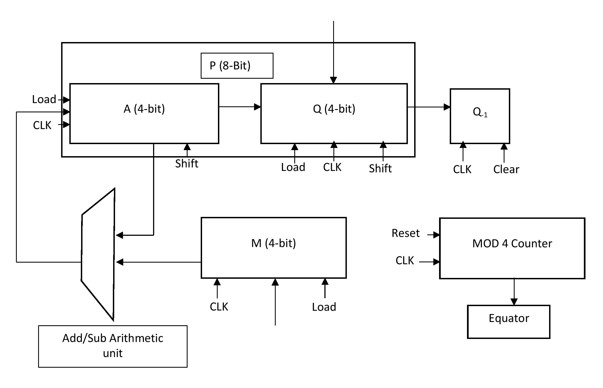 P (8-Bit)
Load
A (4-bit)
Q (4-bit)
Q-1
CLK
Shift
Load
CLK
Shift
CLK
Clear
M (4-bit)
Reset
MOD 4 Counter
CLK
CLK
Load
Equator
Add/Sub Arithmetic
unit